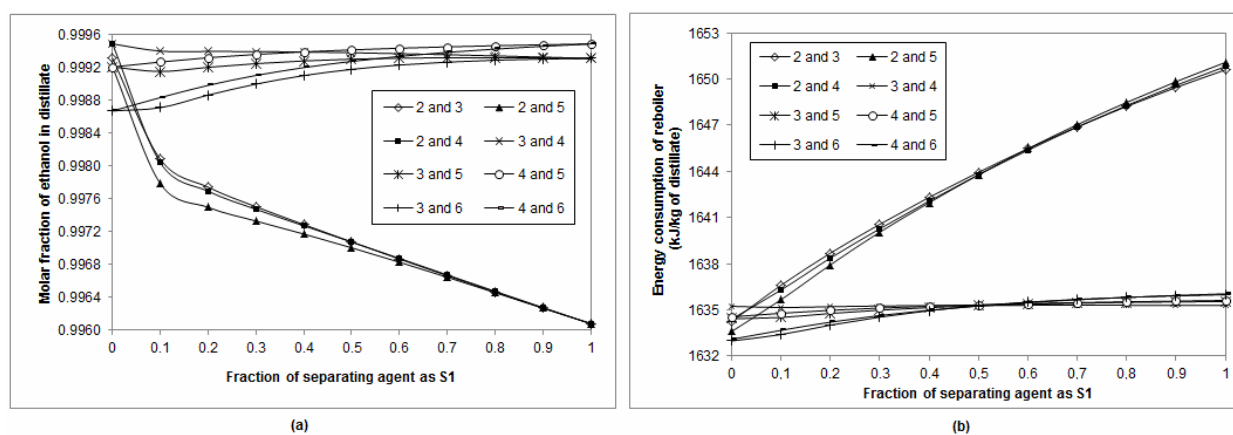 0.9996
0.9992
0.9988
0.9984
0.9980
0.9976
0.9972
0.9968
0.9964
0.9960
Molar fraction of ethanol in distillate
0 0.1 0.2 0.3 0.4 0.5 0.6 0.7 0.8 0.9 1
Fraction of separating agent as S1
2 and 3 2 and 5
2 and 4 3 and 4
3 and 5 4 and 5
3 and 6 4 and 6
(a)
1653
1650
1647
1644
1641
1638
1635
1632
Energy consumption of reboiler
(kJ/kg of distillate)
0 0,1 0,2 0,3 0,4 0,5 0,6 0,7 0,8 0,9 1
Fraction of separating agent as S1
2 and 3 2 and 5
2 and 4 3 and 4
3 and 5 4 and 5
3 and 6 4 and 6
(b)